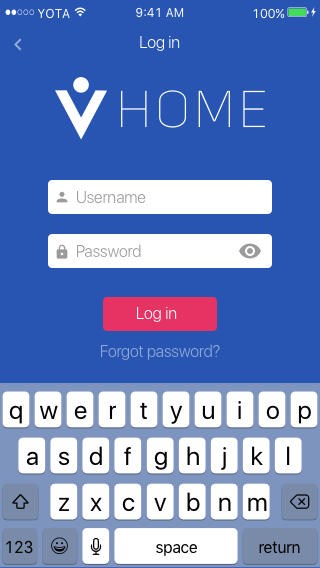 YOTA 9:41 AM 100%
Log in
HOME
Username
Password
Log in
Forgot password?
q w e r t y u i o p
a s d f g h j k l
z x c v b n m
123 space return